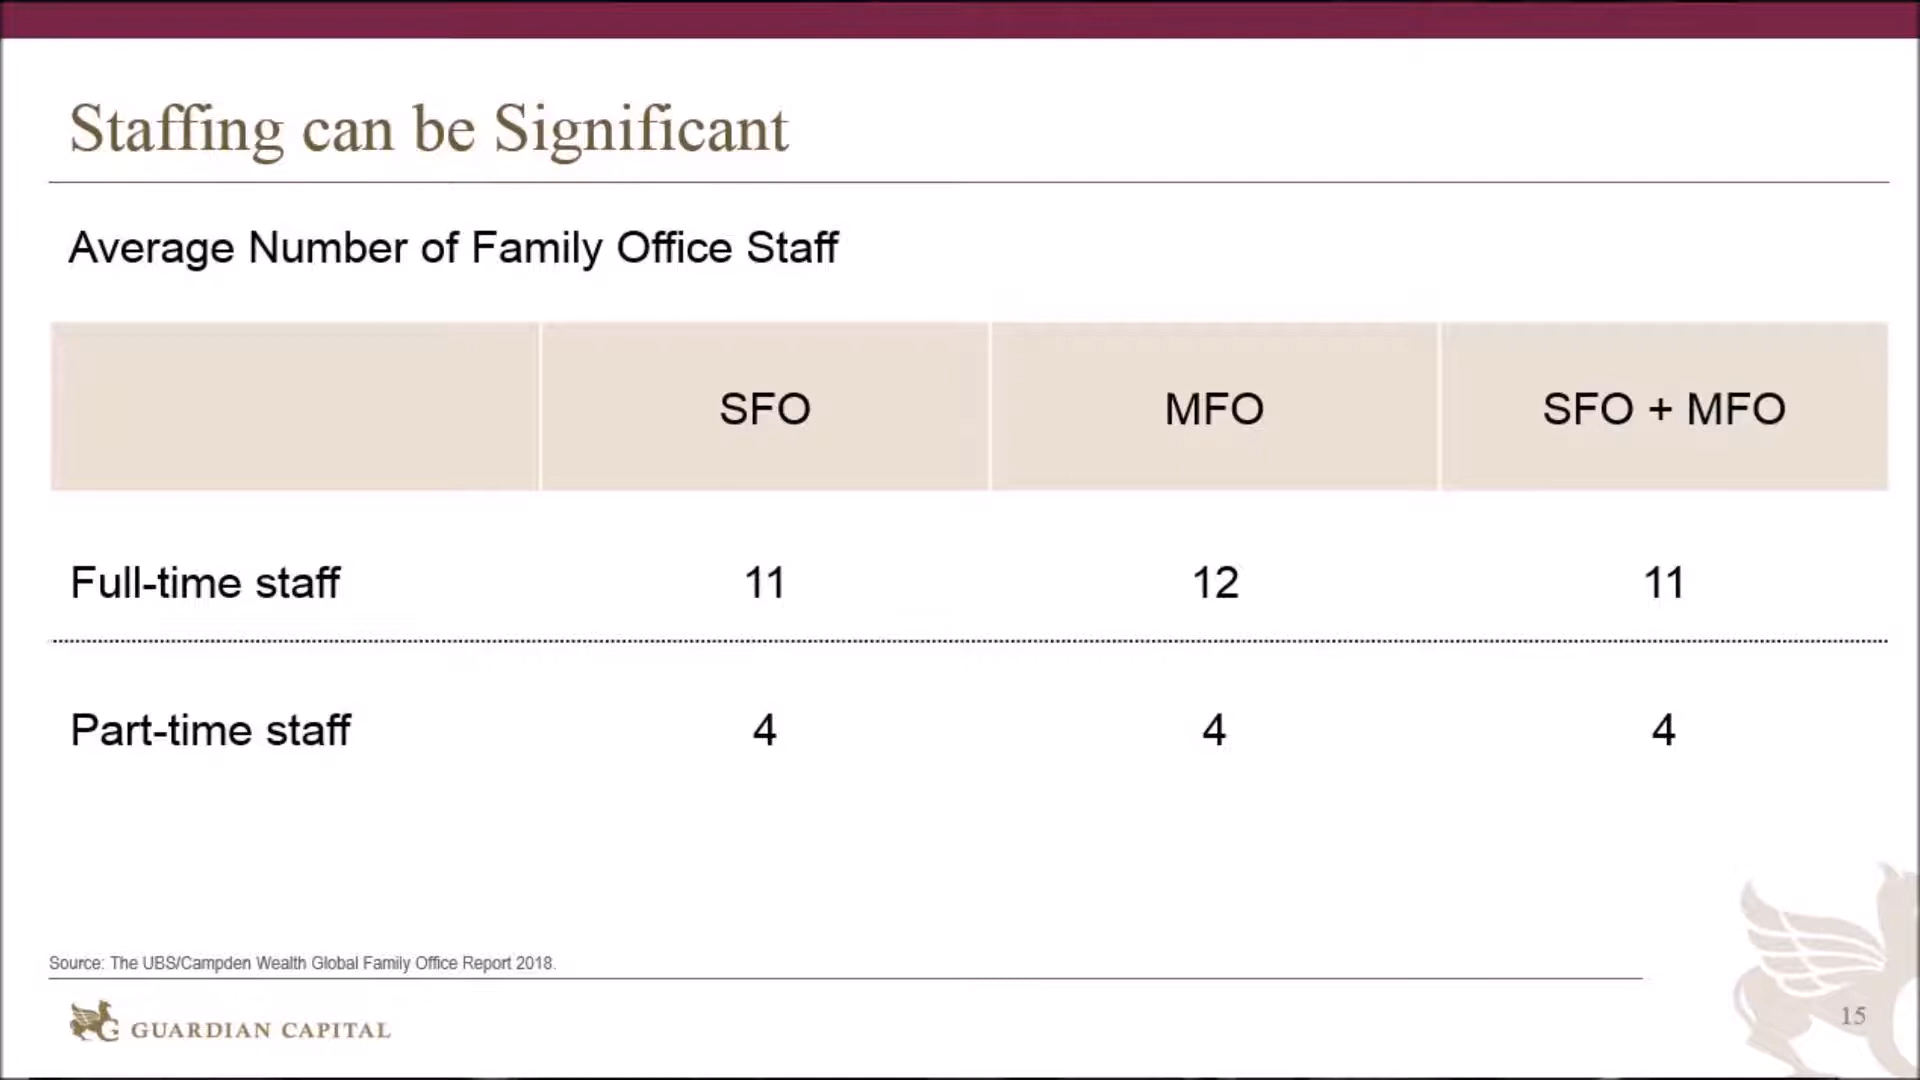 Staffing can be Significant
Average Number of Family Office Staff
SFO MFO SFO + MFO
Full-time staff 11 12 11
Part-time staff 4 4 4
Source: The UBS/Campden Wealth Global Family Office Report 2018.
GUARDIAN CAPITAL
15